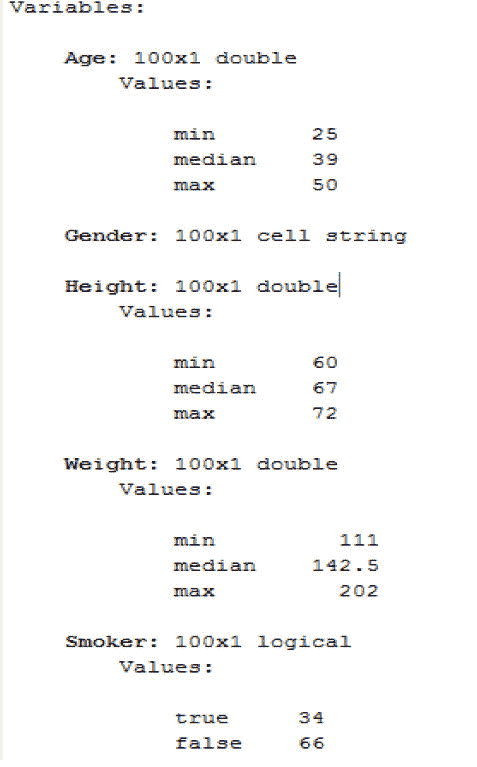 Variables:
Age: 100x1 double
Values:
min 25
median 39
max 50
Gender: 100x1 cell string
Height: 100x1 double
Values:
min 60
median 67
max 72
Weight: 100x1 double
Values:
min 111
median 142.5
max 202
Smoker: 100x1 logical
Values:
true 34
false 66